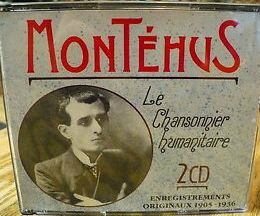 MONTÉHUS
Le
Chansonnier
humanitaire
2CD
ENREGISTREMENTS
ORIGINAUX 1905-1936